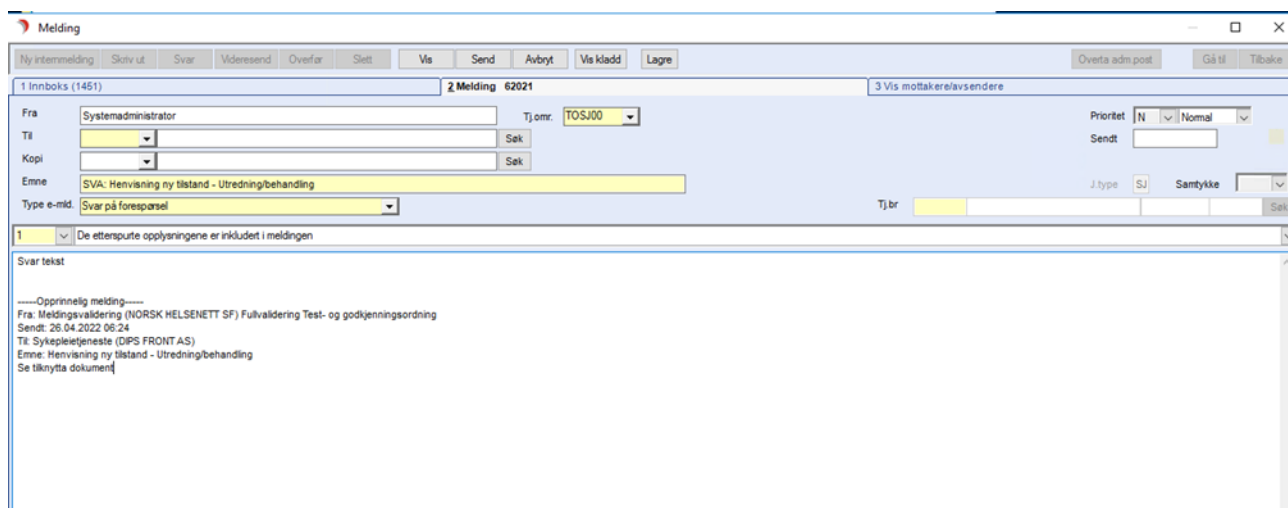 Melding
Ny internmelding Skriv ut Svar Videresend Overfør Slett Vis Send Avbryt Vis kladd Lagre Overta adm.post Gå til Tilbake
1 Innboks (1451) 2 Melding 62021 3 Vis mottakere/avsendere
Fra Systemadministrator Tj.omr. TOSJ00 Prioritet N Normal
Til Søk Sendt
Kopi Søk
Emne SVA: Henvisning ny tilstand - Utredning/behandling J.type SJ Samtykke
Type e-mld. Svar på forespørsel Tj.br Søk
1 De etterspurte opplysningene er inkludert i meldingen
Svar tekst
-----Opprinnelig melding-----
Fra: Meldingsvalidering (NORSK HELSENETT SF) Fullvalidering Test- og godkjenningsordning
Sendt: 26.04.2022 06:24
Til: Sykepleietjeneste (DIPS FRONT AS)
Emne: Henvisning ny tilstand - Utredning/behandling
Se tilknytta dokument